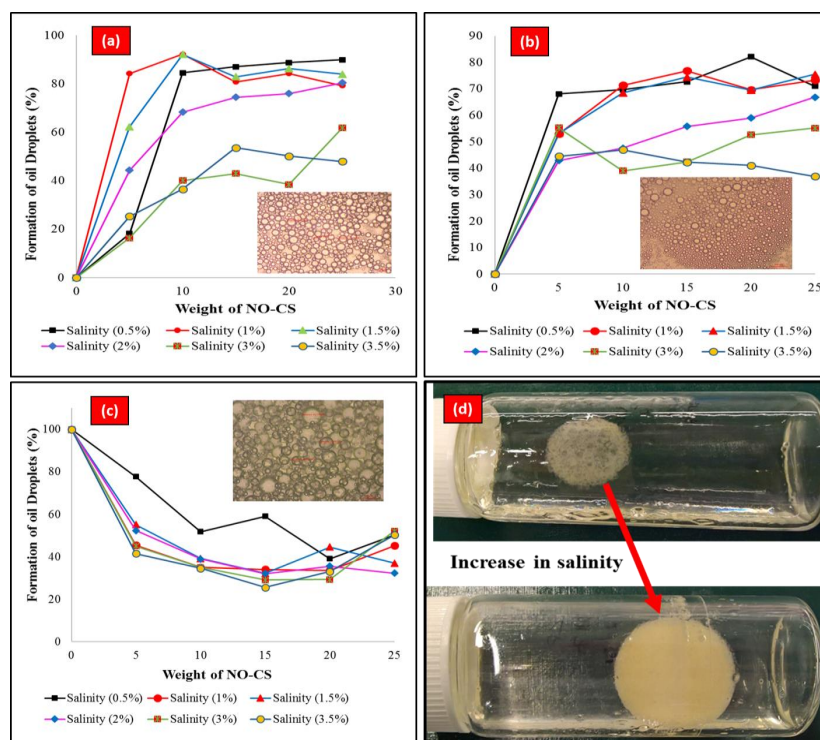 (a)
Formation of oil Droplets (%)
100
80
60
40
20
0
0 10 20 30
Weight of NO-CS
Salinity (0.5%) Salinity (1%) Salinity (1.5%)
Salinity (2%) Salinity (3%) Salinity (3.5%)
(b)
Formation of oil Droplets (%)
90
80
70
60
50
40
30
20
10
0
0 5 10 15 20 25
Weight of NO-CS
Salinity (0.5%) Salinity (1%) Salinity (1.5%)
Salinity (2%) Salinity (3%) Salinity (3.5%)
(c)
Formation of oil Droplets (%)
100
80
60
40
20
0
0 5 10 15 20 25
Weight of NO-CS
Salinity (0.5%) Salinity (1%) Salinity (1.5%)
Salinity (2%) Salinity (3%) Salinity (3.5%)
(d)
Increase in salinity